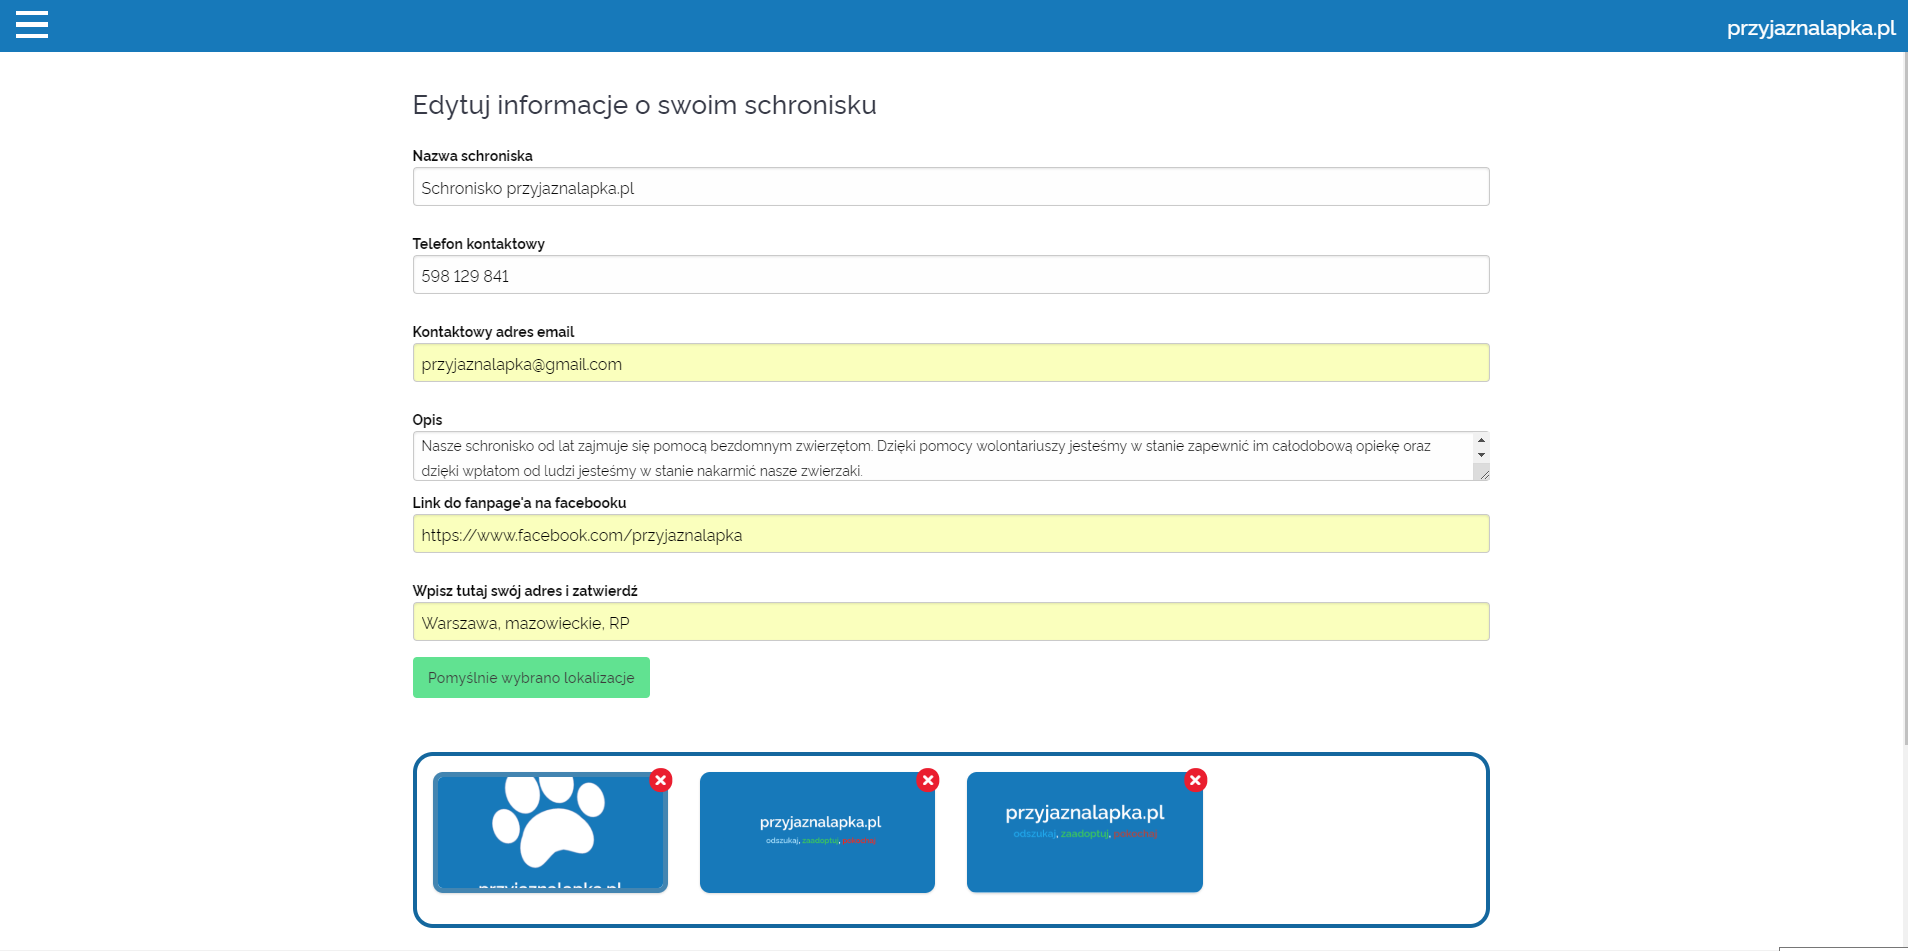 przyjaznalapka.pl
Edytuj informacje o swoim schronisku
Nazwa schroniska
Schronisko przyjaznalapka.pl
Telefon kontaktowy
598 129 841
Kontaktowy adres email
przyjaznalapka@gmail.com
Opis
Nasze schronisko od lat zajmuje się pomocą bezdomnym zwierzętom. Dzięki pomocy wolontariuszy jesteśmy w stanie zapewnić im całodobową opiekę oraz
dzięki wpłatom od ludzi jesteśmy w stanie nakarmić nasze zwierzaki.
Link do fanpage'a na facebooku
https://www.facebook.com/przyjaznalapka
Wpisz tutaj swój adres i zatwierdź
Warszawa, mazowieckie, RP
Pomyślnie wybrano lokalizacje
przyjaznalapka.pl
przyjaznalapka.pl
odszukaj, zaadoptuj,
przyjaznalapka.pl
odszukaj, zaadoptuj,